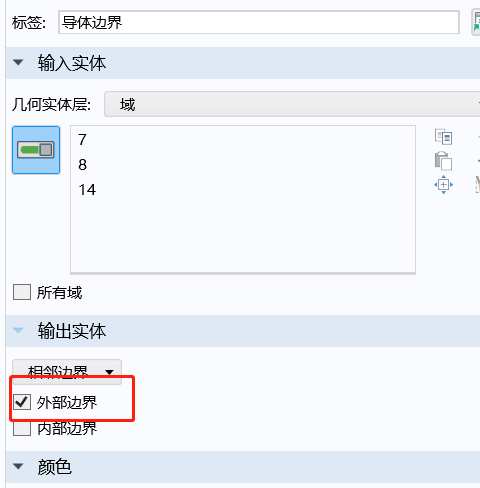 标签: 导体边界
输入实体
几何实体层: 域
7
8
14
所有域
输出实体
相邻边界
外部边界
内部边界
颜色